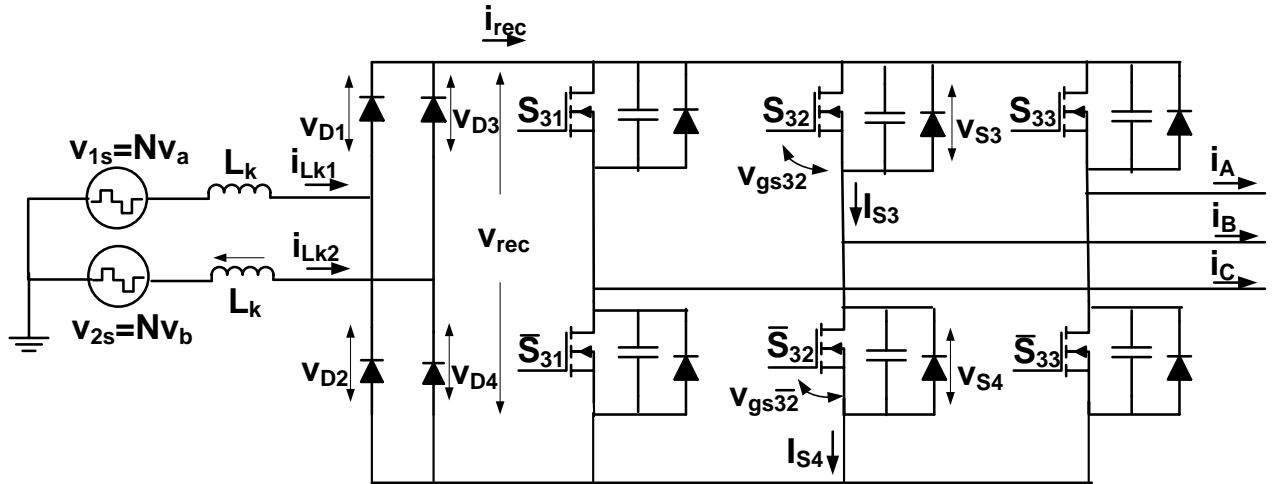 i_rec
v_D1
v_D3
S_31
S_32
v_S3
S_33
v_1s=Nv_a
L_k
i_Lk1
v_gs32
i_A
I_S3
v_rec
i_B
i_Lk2
i_C
v_2s=Nv_b
L_k
v_D2
v_D4
S̅_31
S̅_32
v_S4
S̅_33
v_gs3̅2̅
I_S4